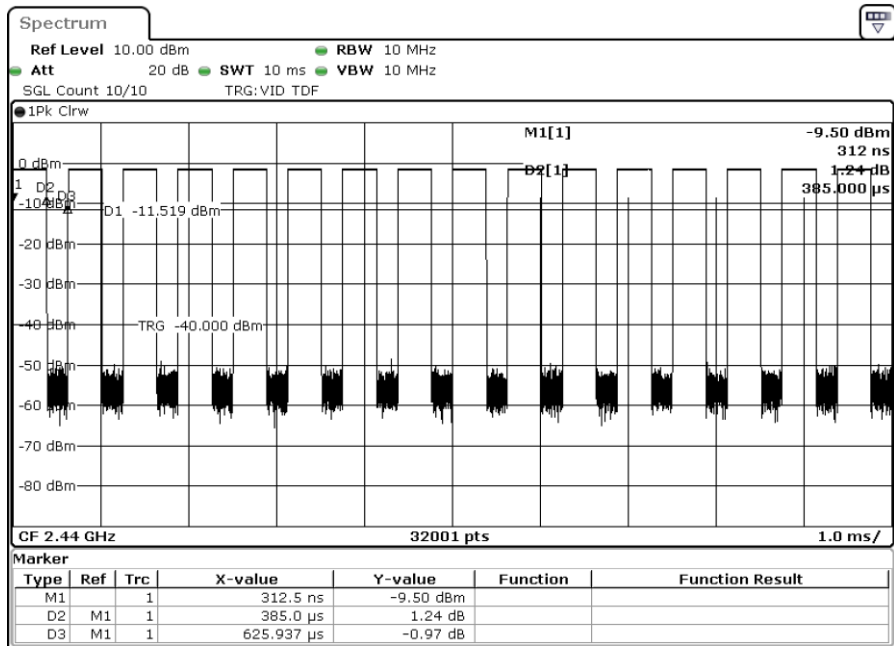 Spectrum
Ref Level 10.00 dBm RBW 10 MHz
Att 20 dB SWT 10 ms VBW 10 MHz
SGL Count 10/10 TRG:VID TDF
1Pk Clrw
M1[1] -9.50 dBm
312 ns
0 dBm D2[1] 1.24 dB
1 D2 385.000 µs
D3
-10 dBm D1 -11.519 dBm
-20 dBm
-30 dBm
-40 dBm TRG -40.000 dBm
-50 dBm
-60 dBm
-70 dBm
-80 dBm
CF 2.44 GHz 32001 pts 1.0 ms/
Marker
Type Ref Trc X-value Y-value Function Function Result
M1 1 312.5 ns -9.50 dBm
D2 M1 1 385.0 µs 1.24 dB
D3 M1 1 625.937 µs -0.97 dB